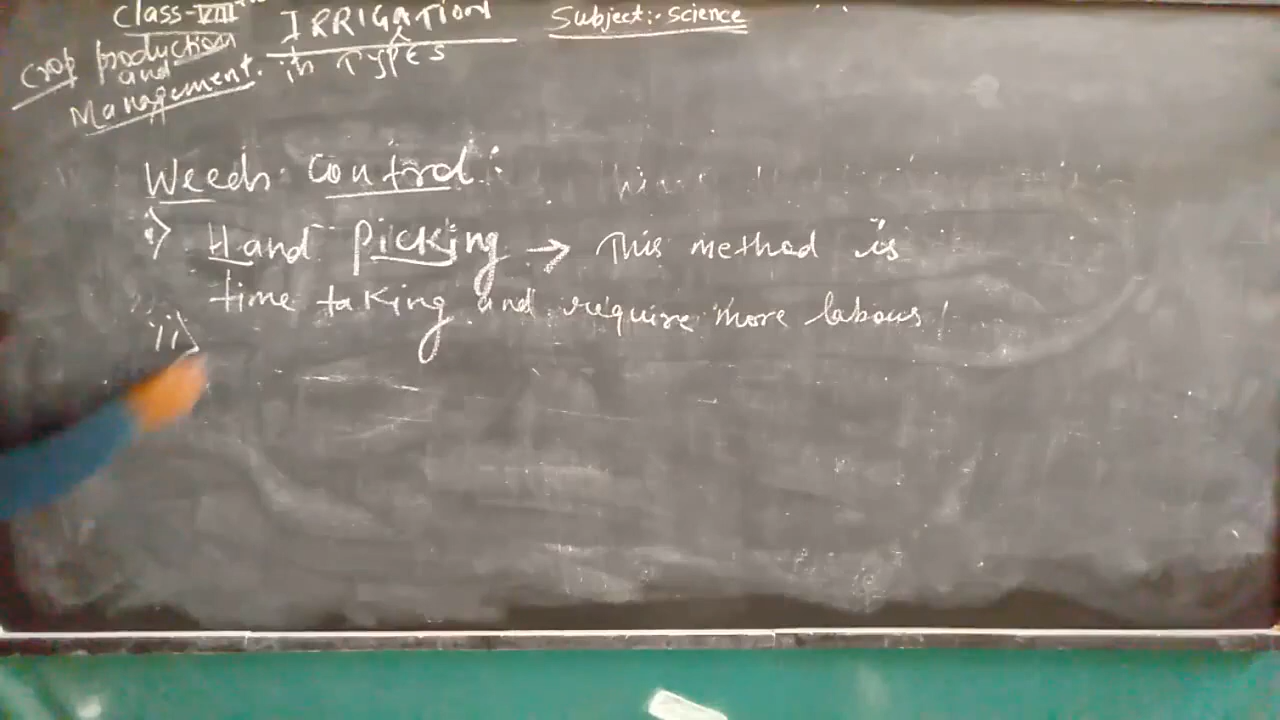 Class-VIII
IRRIGATION
Subject:- Science
Crop production
and
Management.
in TYPES
Weeds control:
i) Hand Picking → This method is
time taking and require more labour
ii)